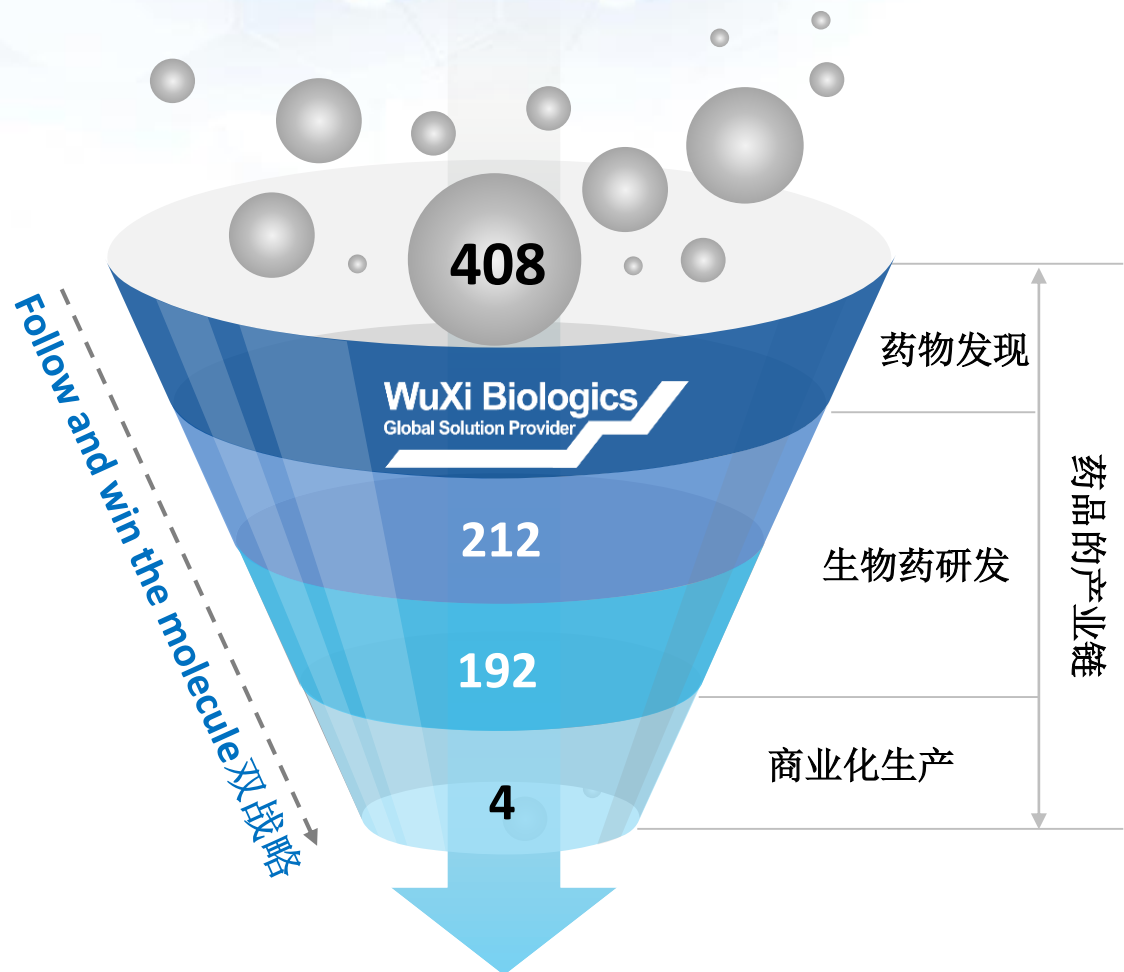 408
WuXi Biologics
Global Solution Provider
212
192
4
Follow and win the molecule双战略
药物发现
生物药研发
商业化生产
药品的产业链